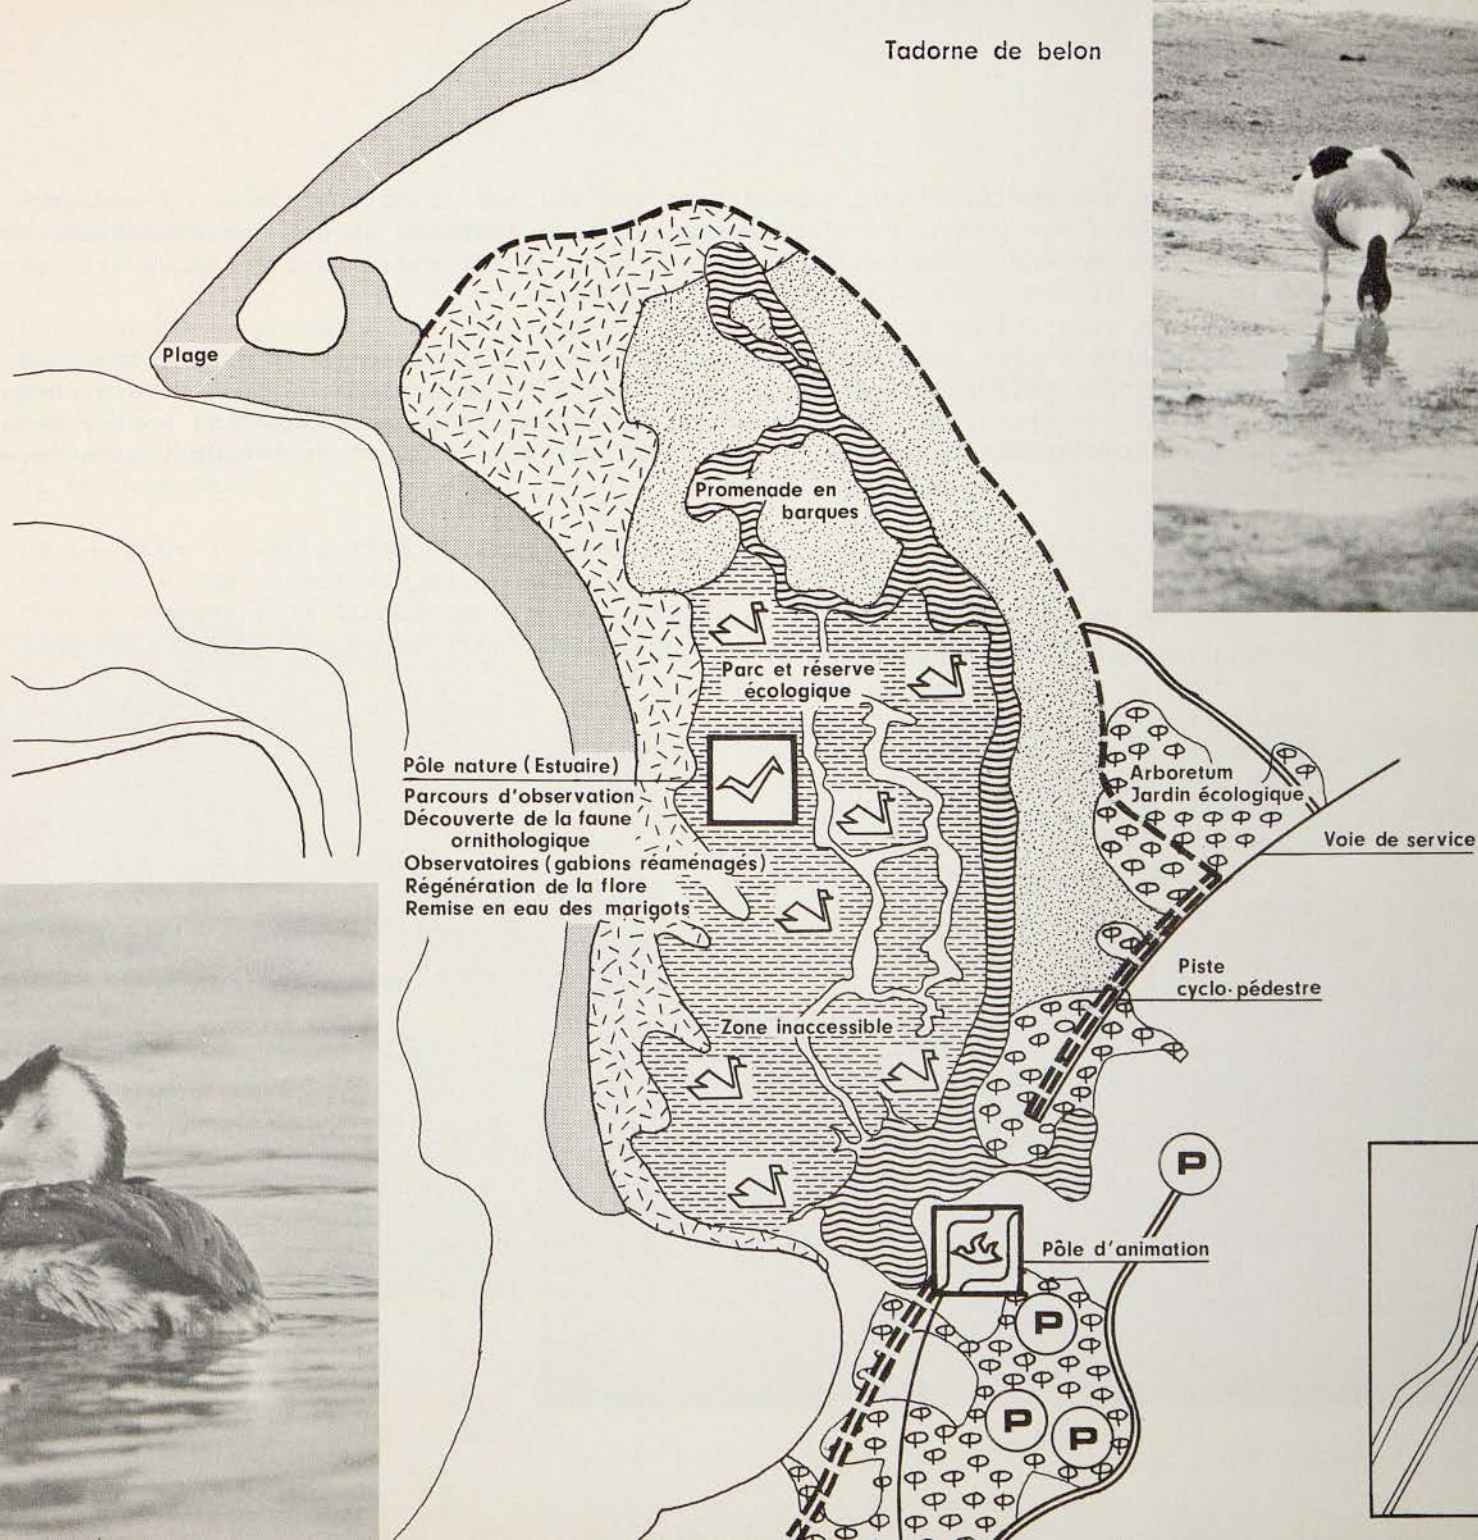 Tadorne de belon
Plage
Promenade en
barques
Parc et réserve
écologique
Pôle nature (Estuaire)
Parcours d'observation
Découverte de la faune
ornithologique
Observatoires (gabions réaménagés)
Régénération de la flore
Remise en eau des marigots
Arboretum
Jardin écologique
Voie de service
Piste
cyclo-pédestre
Zone inaccessible
P
Pôle d'animation
P
P
P